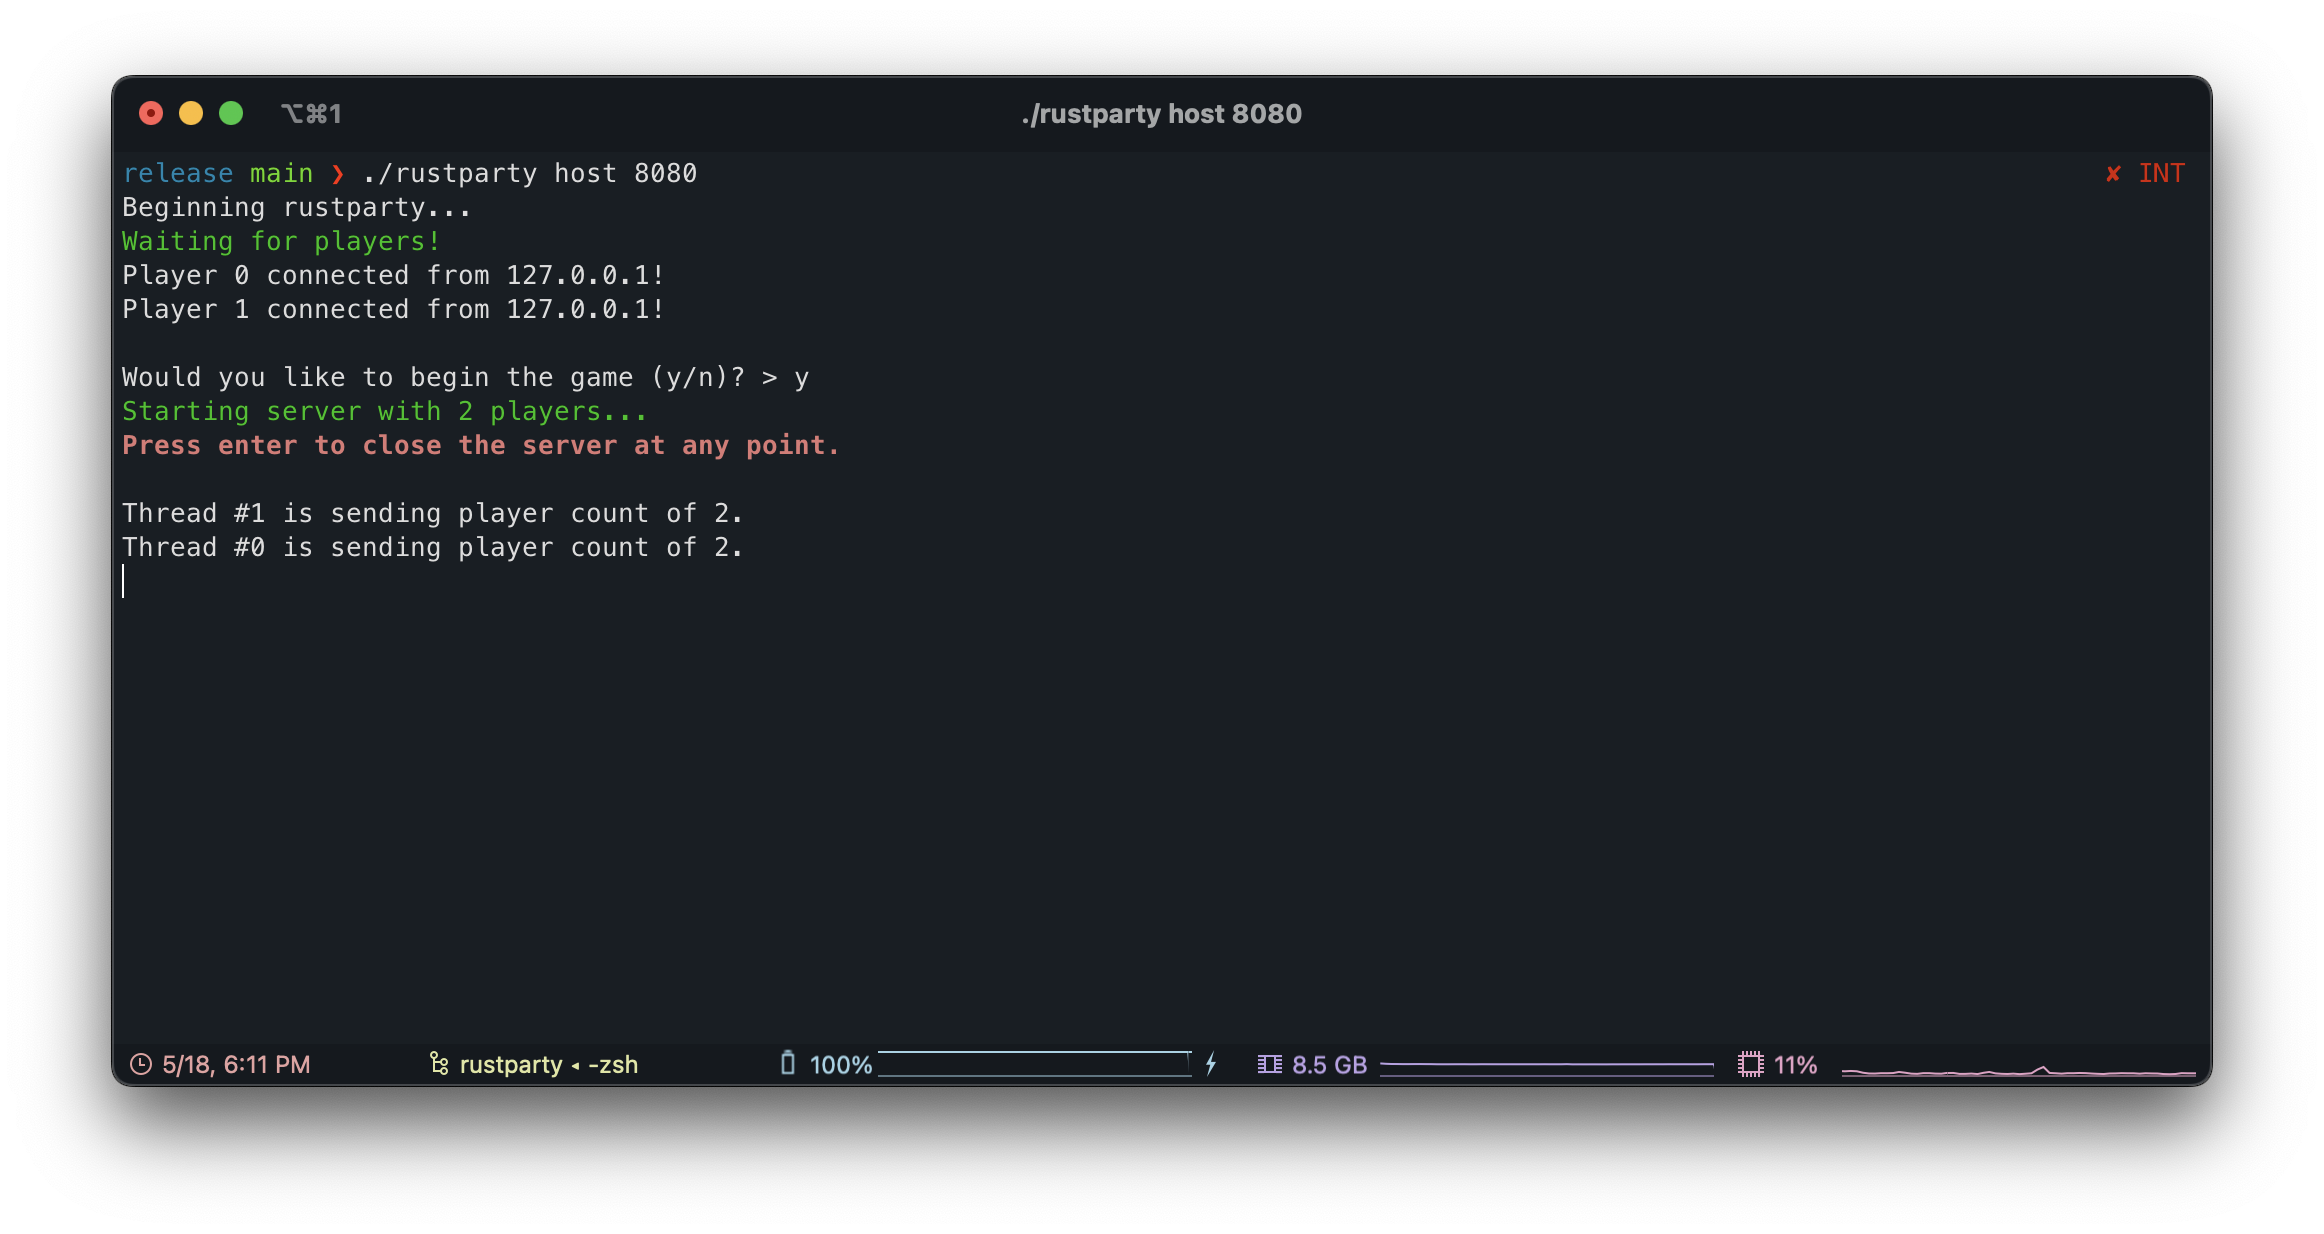 ⌥⌘1
./rustparty host 8080
release main ❯ ./rustparty host 8080 ✘ INT
Beginning rustparty...
Waiting for players!
Player 0 connected from 127.0.0.1!
Player 1 connected from 127.0.0.1!
Would you like to begin the game (y/n)? > y
Starting server with 2 players...
Press enter to close the server at any point.
Thread #1 is sending player count of 2.
Thread #0 is sending player count of 2.
5/18, 6:11 PM rustparty ◂ -zsh 100% 8.5 GB 11%